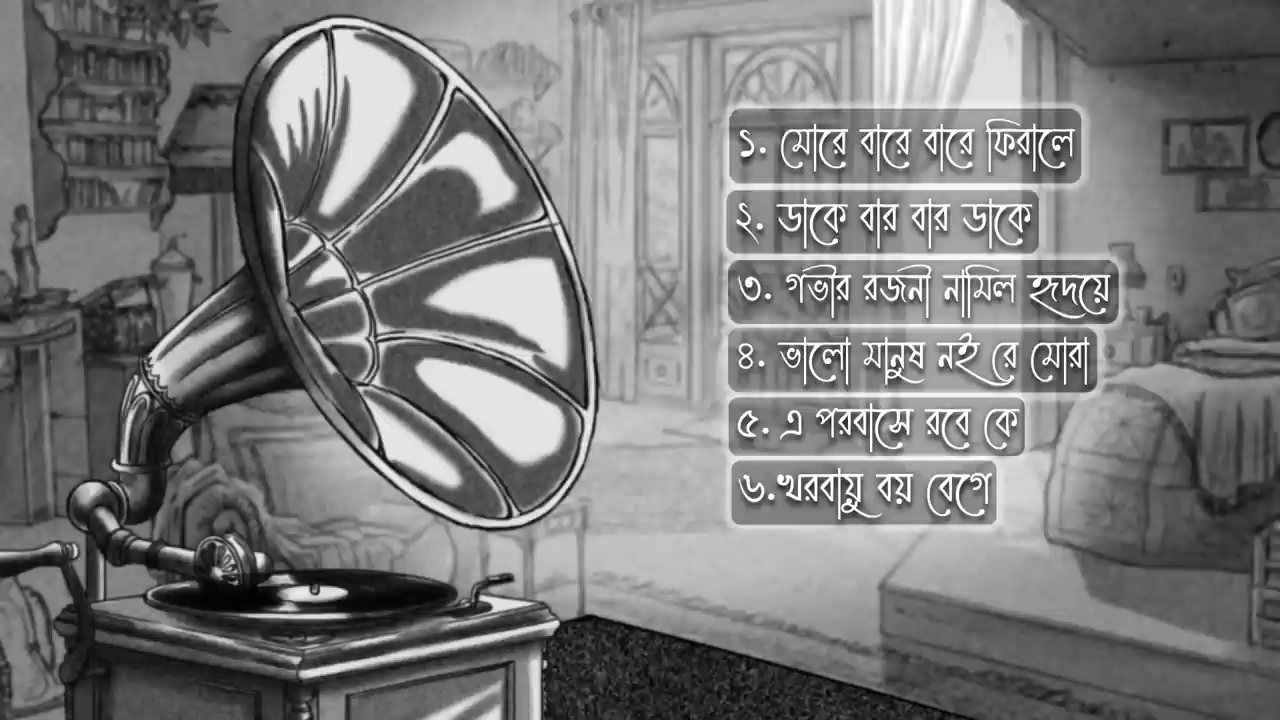 ১. মোরে বারে বারে ফিরালে
২. ডাকে বার বার ডাকে
৩. গভীর রজনী নামিল হৃদয়ে
৪. ভালো মানুষ নই রে মোরা
৫. এ পরবাসে রবে কে
৬.খরবায়ু বয় বেগে